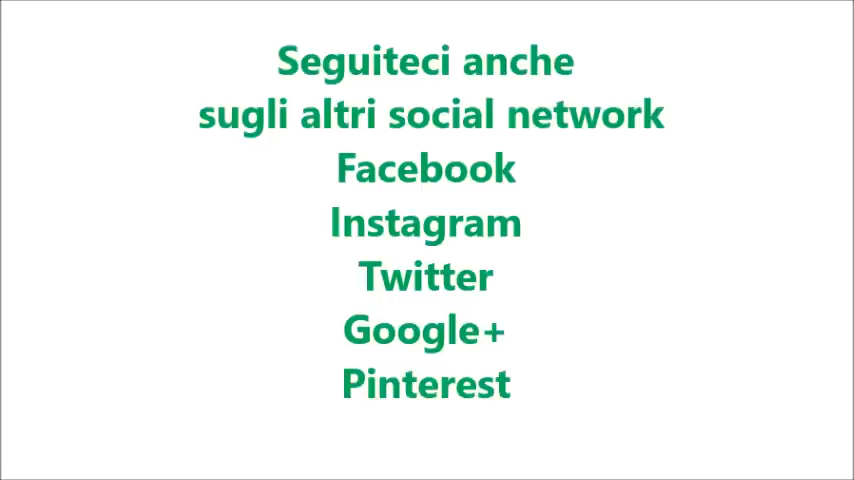 Seguiteci anche
sugli altri social network
Facebook
Instagram
Twitter
Google+
Pinterest